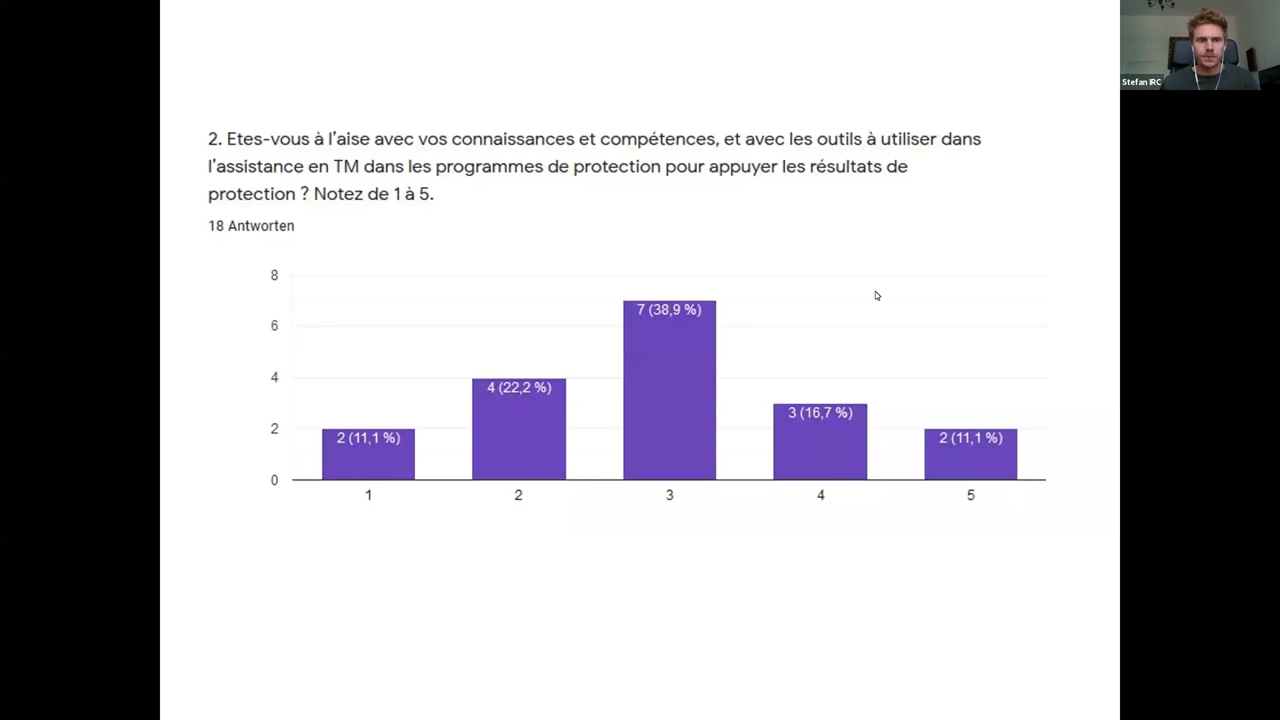 Stefan IRC
2. Etes-vous à l'aise avec vos connaissances et compétences, et avec les outils à utiliser dans
l'assistance en TM dans les programmes de protection pour appuyer les résultats de
protection ? Notez de 1 à 5.
18 Antworten
8
6
4
2
0
2 (11,1 %)
4 (22,2 %)
7 (38,9 %)
3 (16,7 %)
2 (11,1 %)
1 2 3 4 5